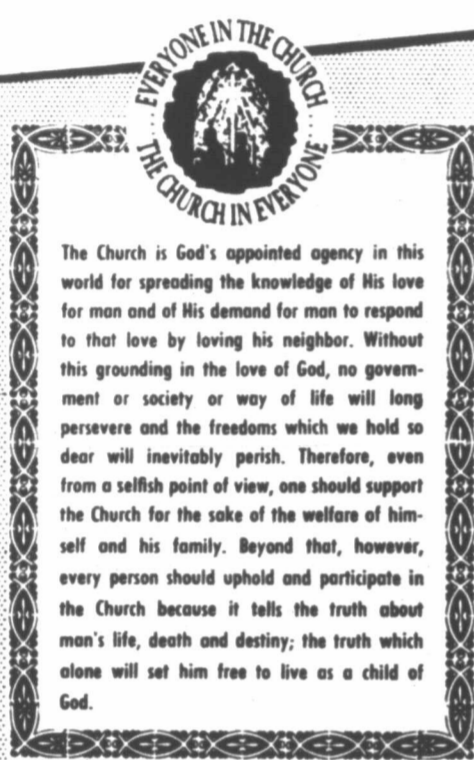 EVERYONE IN THE CHURCH
THE CHURCH IN EVERYONE
The Church is God's appointed agency in this
world for spreading the knowledge of His love
for man and of His demand for man to respond
to that love by loving his neighbor. Without
this grounding in the love of God, no govern-
ment or society or way of life will long
persevere and the freedoms which we hold so
dear will inevitably perish. Therefore, even
from a selfish point of view, one should support
the Church for the sake of the welfare of him-
self and his family. Beyond that, however,
every person should uphold and participate in
the Church because it tells the truth about
man's life, death and destiny; the truth which
alone will set him free to live as a child of
God.